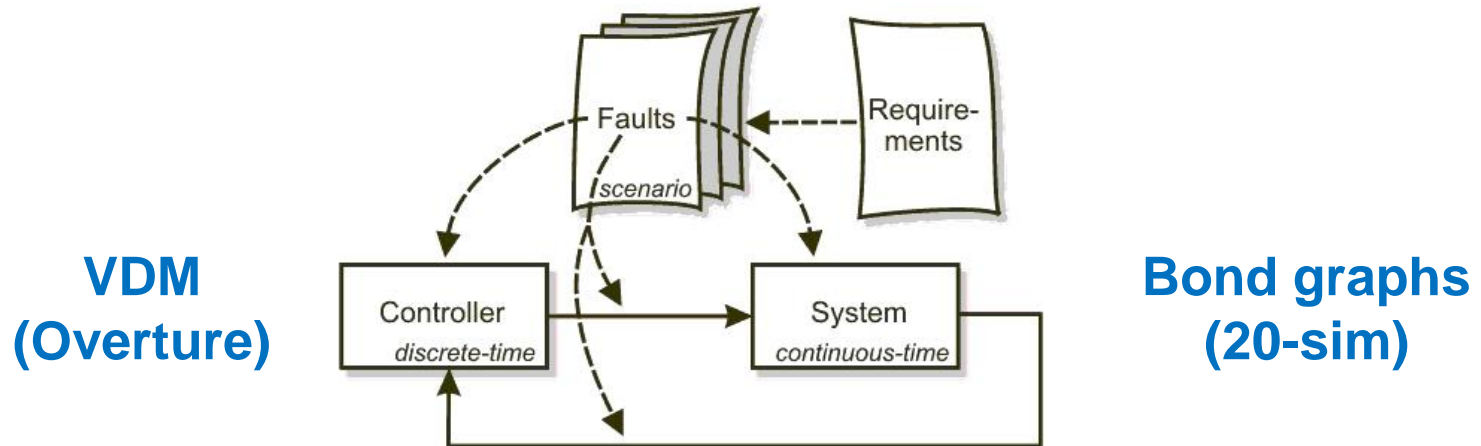 Faults
scenario
Require-
ments
VDM
(Overture)
Controller
discrete-time
System
continuous-time
Bond graphs
(20-sim)